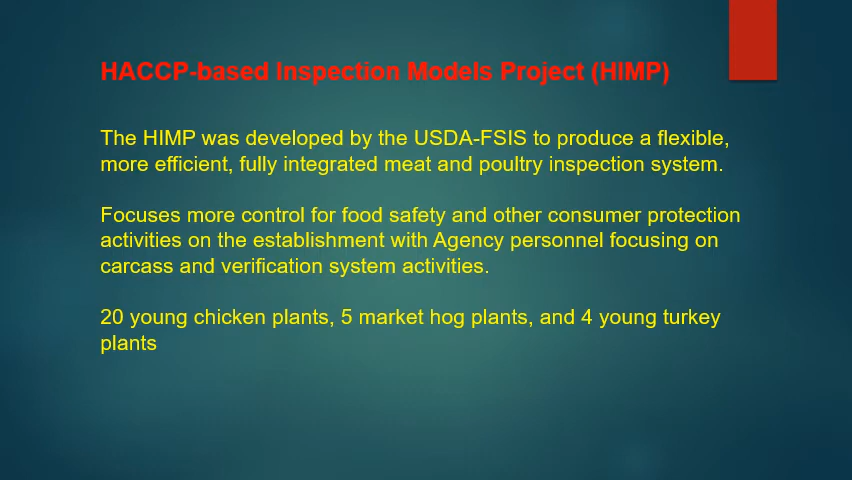 HACCP-based Inspection Models Project (HIMP)
The HIMP was developed by the USDA-FSIS to produce a flexible,
more efficient, fully integrated meat and poultry inspection system.
Focuses more control for food safety and other consumer protection
activities on the establishment with Agency personnel focusing on
carcass and verification system activities.
20 young chicken plants, 5 market hog plants, and 4 young turkey
plants